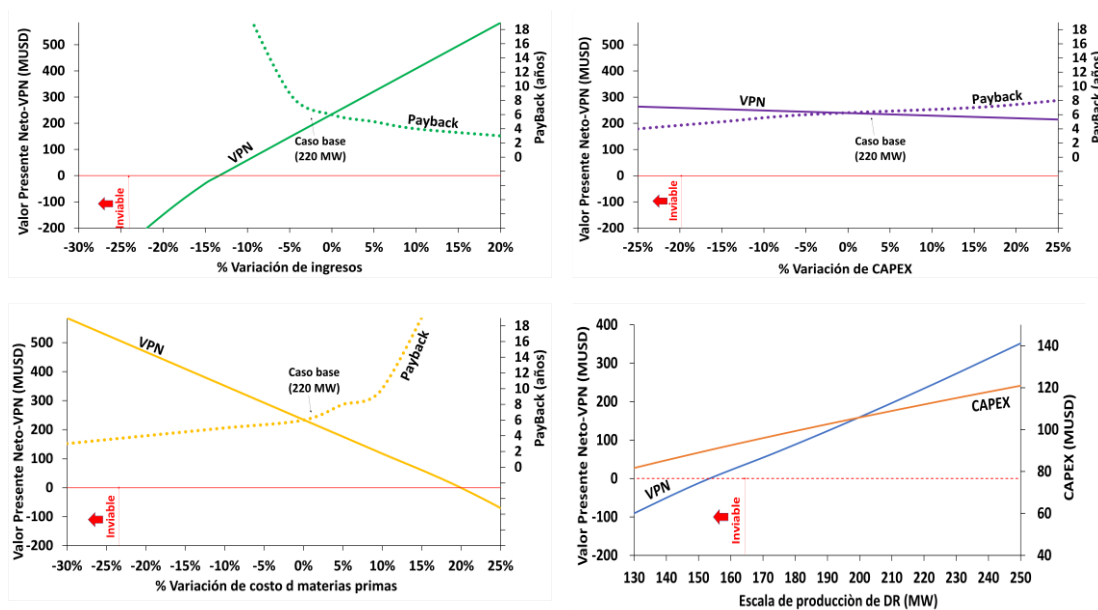 Valor Presente Neto-VPN (MUSD)
500
400
300
200
100
0
-100
-200
18
16
14
12
10
8
6
4
2
0
PayBack (años)
VPN
Payback
Caso base
(220 MW)
Inviable
-30% -25% -20% -15% -10% -5% 0% 5% 10% 15% 20%
% Variación de ingresos
Valor Presente Neto-VPN (MUSD)
500
400
300
200
100
0
-100
-200
18
16
14
12
10
8
6
4
2
0
PayBack (años)
VPN
Payback
Caso base
(220 MW)
Inviable
-25% -20% -15% -10% -5% 0% 5% 10% 15% 20% 25%
% Variación de CAPEX
Valor Presente Neto-VPN (MUSD)
500
400
300
200
100
0
-100
-200
18
16
14
12
10
8
6
4
2
0
PayBack (años)
VPN
Payback
Caso base
(220 MW)
Inviable
-30% -25% -20% -15% -10% -5% 0% 5% 10% 15% 20% 25%
% Variación de costo d materias primas
Valor Presente Neto-VPN (MUSD)
400
300
200
100
0
-100
-200
140
120
100
80
60
40
CAPEX (MUSD)
VPN
CAPEX
Inviable
130 140 150 160 170 180 190 200 210 220 230 240 250
Escala de producciòn de DR (MW)